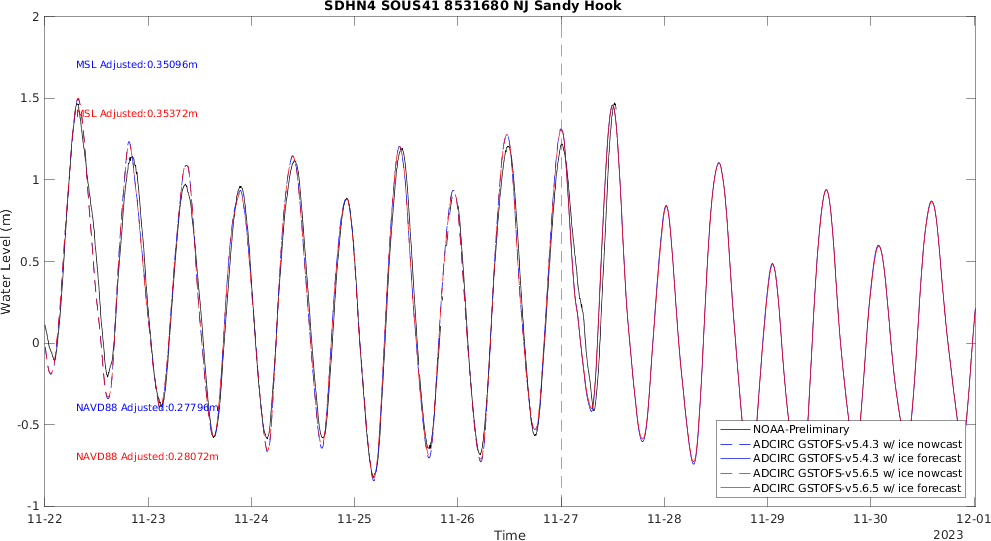 SDHN4 SOUS41 8531680 NJ Sandy Hook
2
MSL Adjusted:0.35096m
1.5
MSL Adjusted:0.35372m
1
0.5
Water Level (m)
0
NAVD88 Adjusted:0.27796m
-0.5
NAVD88 Adjusted:0.28072m
-1
NOAA-Preliminary
ADCIRC GSTOFS-v5.4.3 w/ ice nowcast
ADCIRC GSTOFS-v5.4.3 w/ ice forecast
ADCIRC GSTOFS-v5.6.5 w/ ice nowcast
ADCIRC GSTOFS-v5.6.5 w/ ice forecast
11-22 11-23 11-24 11-25 11-26 11-27 11-28 11-29 11-30 12-01
Time
2023